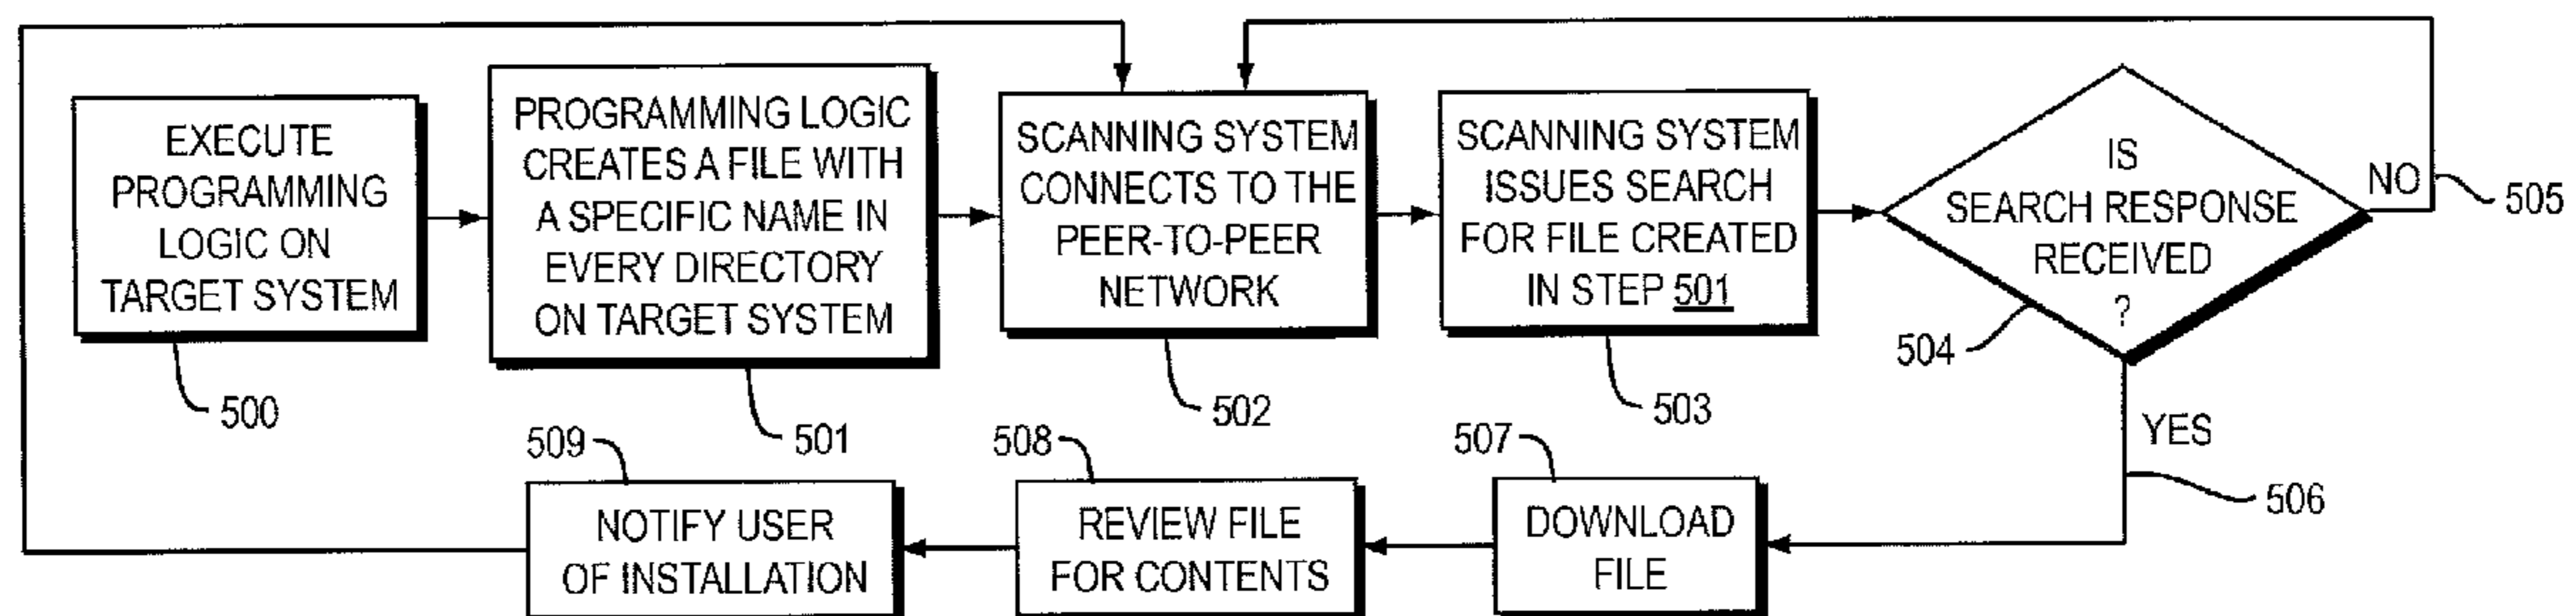 EXECUTE
PROGRAMMING
LOGIC ON
TARGET SYSTEM
500
PROGRAMMING LOGIC
CREATES A FILE WITH
A SPECIFIC NAME IN
EVERY DIRECTORY
ON TARGET SYSTEM
501
SCANNING SYSTEM
CONNECTS TO THE
PEER-TO-PEER
NETWORK
502
SCANNING SYSTEM
ISSUES SEARCH
FOR FILE CREATED
IN STEP 501
503
IS
SEARCH RESPONSE
RECEIVED
?
504
NO
505
YES
506
507
DOWNLOAD
FILE
508
REVIEW FILE
FOR CONTENTS
509
NOTIFY USER
OF INSTALLATION